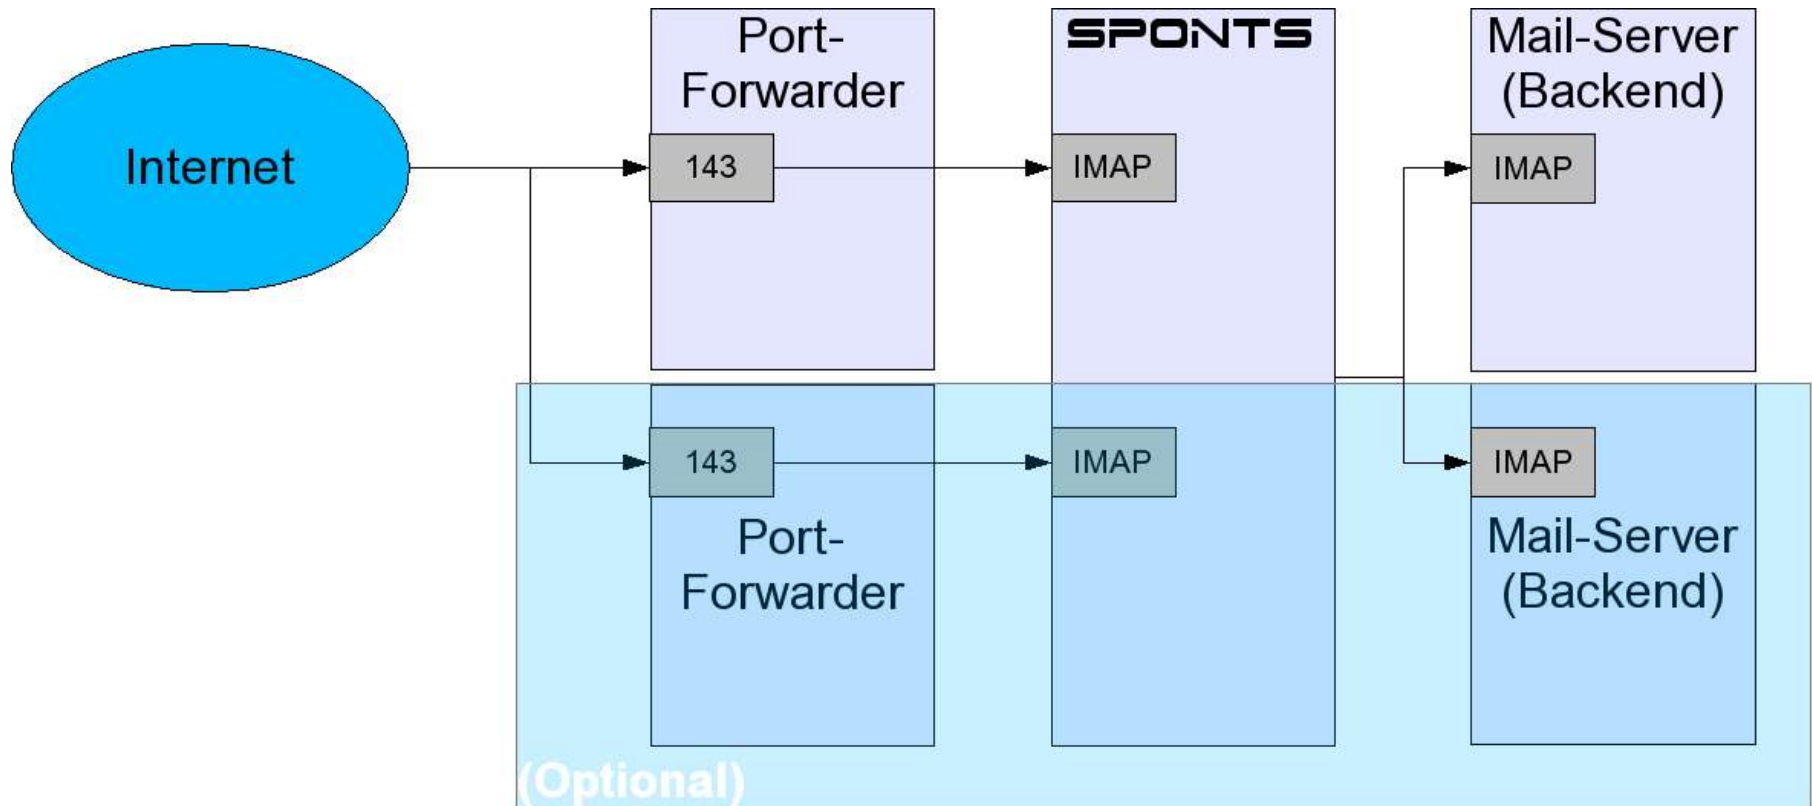 Port-
Forwarder
SPONTS
Mail-Server
(Backend)
Internet
143
IMAP
IMAP
143
IMAP
IMAP
Port-
Forwarder
Mail-Server
(Backend)
(Optional)